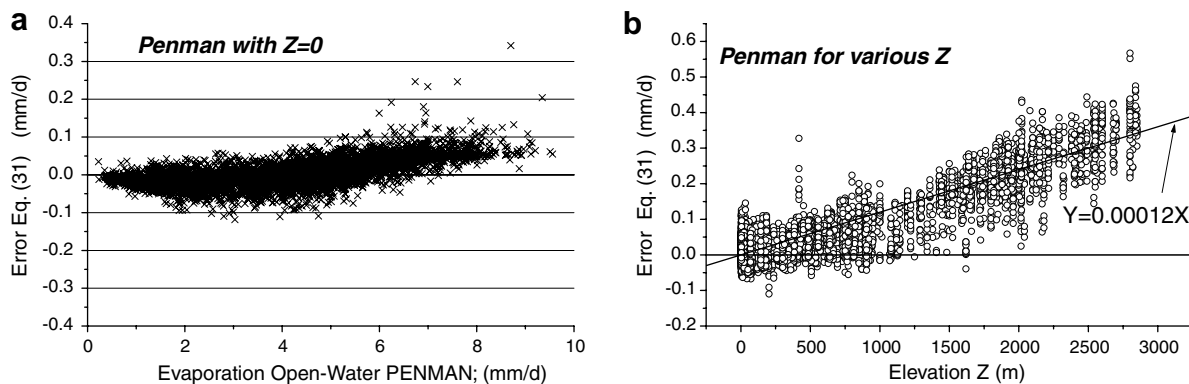 a
Penman with Z=0
0.4
0.3
0.2
0.1
0.0
-0.1
-0.2
-0.3
-0.4
Error Eq. (31) (mm/d)
0 2 4 6 8 10
Evaporation Open-Water PENMAN; (mm/d)
b
Penman for various Z
0.6
0.5
0.4
0.3
0.2
0.1
0.0
-0.1
-0.2
Error Eq. (31) (mm/d)
Y=0.00012X
0 500 1000 1500 2000 2500 3000
Elevation Z (m)